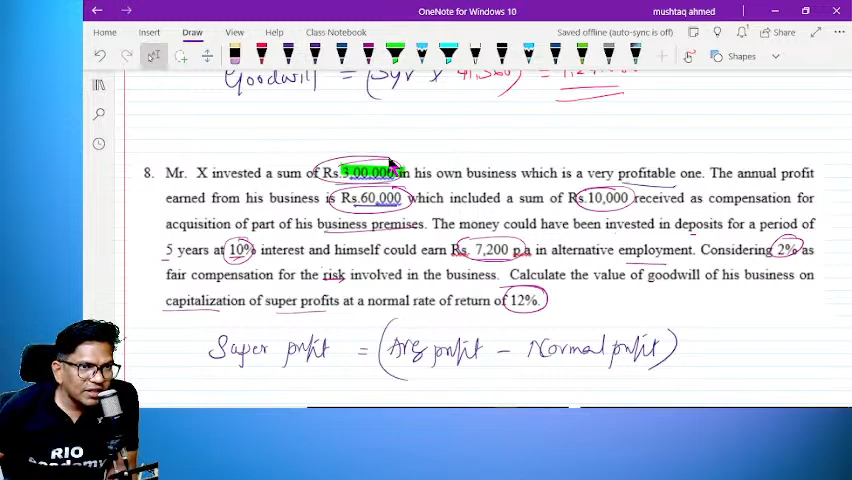 OneNote for Windows 10
mushtaq ahmed
Home Insert Draw View Help Class Notebook
Saved offline (auto-sync is off)
Share
Shapes
Goodwill = (3yr x
8. Mr. X invested a sum of Rs.3,00,000 in his own business which is a very profitable one. The annual profit
earned from his business is Rs.60,000 which included a sum of Rs.10,000 received as compensation for
acquisition of part of his business premises. The money could have been invested in deposits for a period of
5 years at 10% interest and himself could earn Rs. 7,200 p.a in alternative employment. Considering 2% as
fair compensation for the risk involved in the business. Calculate the value of goodwill of his business on
capitalization of super profits at a normal rate of return of 12%.
Super profit = (Avg profit - Normal profit)
RIO
Academy